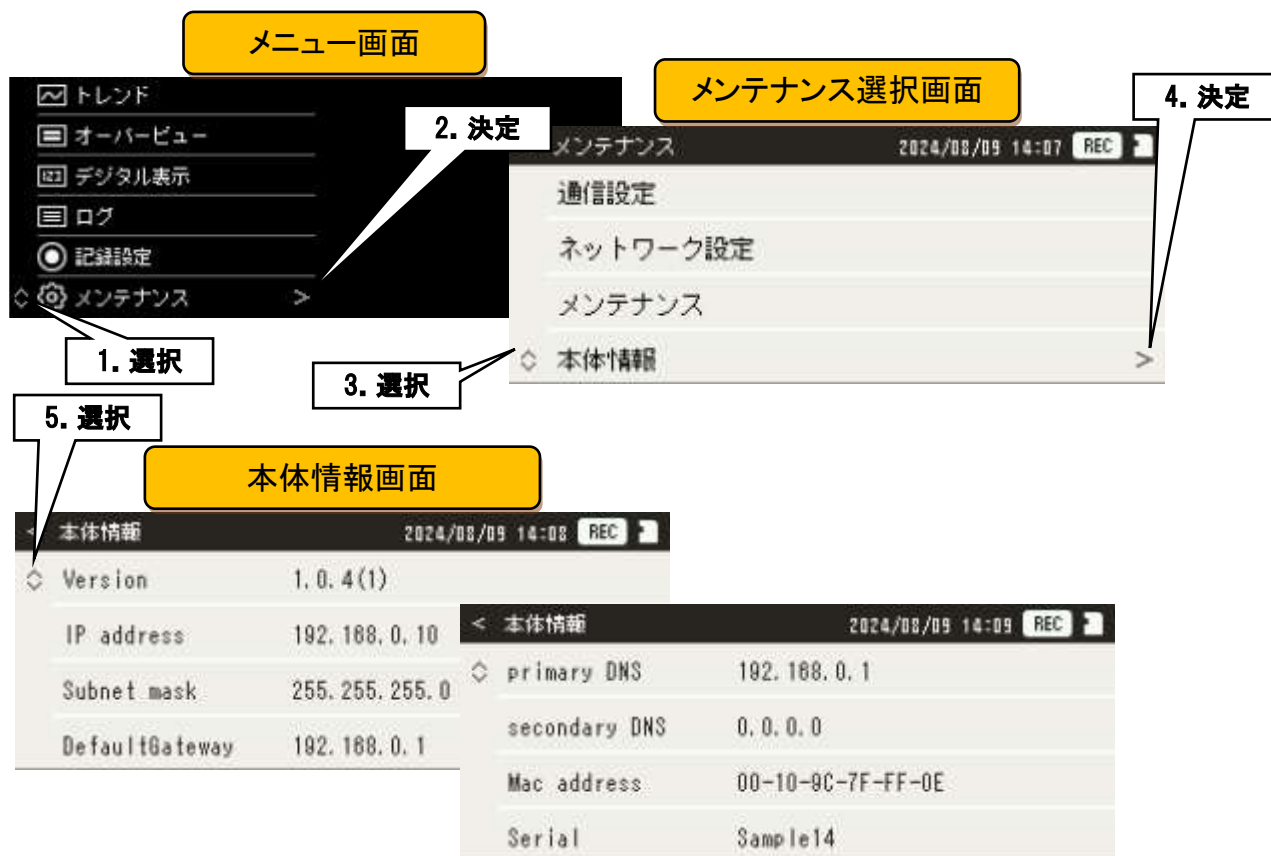 メニュー画面
トレンド
オーバービュー
デジタル表示
ログ
記録設定
メンテナンス >
1. 選択
2. 決定
メンテナンス選択画面
4. 決定
メンテナンス 2024/08/09 14:07 REC
通信設定
ネットワーク設定
メンテナンス
本体情報 >
3. 選択
5. 選択
本体情報画面
< 本体情報 2024/08/09 14:08 REC
Version 1.0.4(1)
IP address 192.168.0.10
Subnet mask 255.255.255.0
DefaultGateway 192.168.0.1
< 本体情報 2024/08/09 14:09 REC
primary DNS 192.168.0.1
secondary DNS 0.0.0.0
Mac address 00-10-9C-7F-FF-0E
Serial Sample14